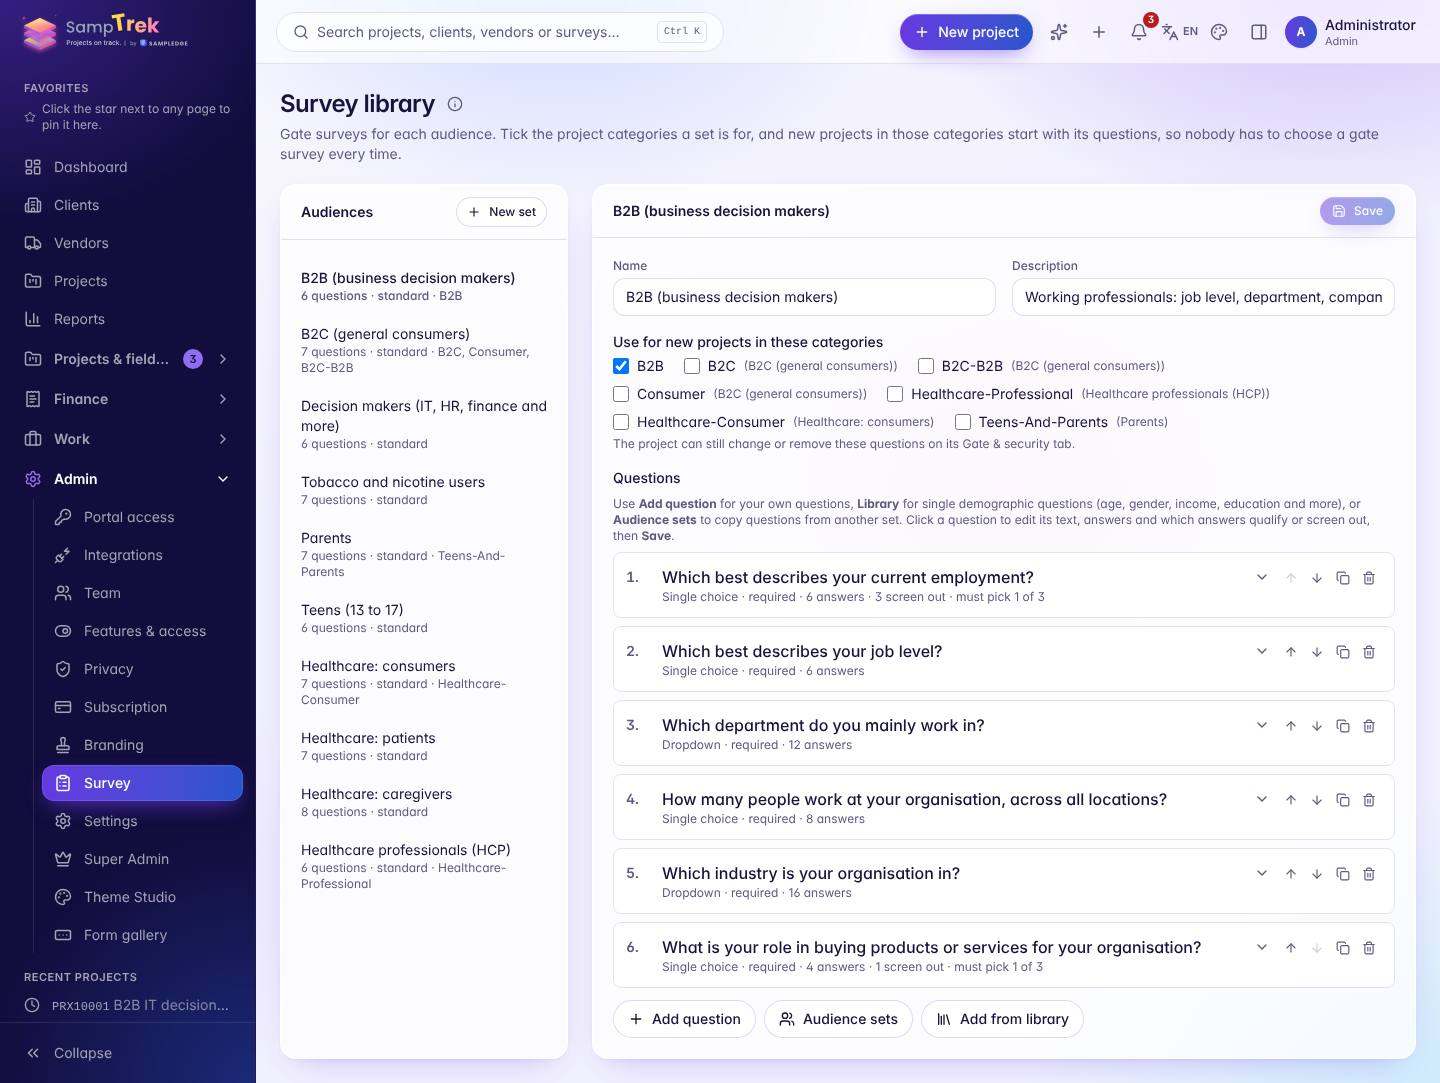 SampTrek
Projects on track. | by SAMPLEDGE
FAVORITES
Click the star next to any page to
pin it here.
Dashboard
Clients
Vendors
Projects
Reports
Projects & field... 3
Finance
Work
Admin
Portal access
Integrations
Team
Features & access
Privacy
Subscription
Branding
Survey
Settings
Super Admin
Theme Studio
Form gallery
RECENT PROJECTS
PRX10001 B2B IT decision...
Collapse
Search projects, clients, vendors or surveys... Ctrl K
New project
3
EN
A
Administrator
Admin
Survey library
Gate surveys for each audience. Tick the project categories a set is for, and new projects in those categories start with its questions, so nobody has to choose a gate
survey every time.
Audiences
New set
B2B (business decision makers)
6 questions · standard · B2B
B2C (general consumers)
7 questions · standard · B2C, Consumer,
B2C-B2B
Decision makers (IT, HR, finance and
more)
6 questions · standard
Tobacco and nicotine users
7 questions · standard
Parents
7 questions · standard · Teens-And-
Parents
Teens (13 to 17)
6 questions · standard
Healthcare: consumers
7 questions · standard · Healthcare-
Consumer
Healthcare: patients
7 questions · standard
Healthcare: caregivers
8 questions · standard
Healthcare professionals (HCP)
6 questions · standard · Healthcare-
Professional
B2B (business decision makers)
Save
Name
B2B (business decision makers)
Description
Working professionals: job level, department, compan
Use for new projects in these categories
B2B B2C (B2C (general consumers)) B2C-B2B (B2C (general consumers))
Consumer (B2C (general consumers)) Healthcare-Professional (Healthcare professionals (HCP))
Healthcare-Consumer (Healthcare: consumers) Teens-And-Parents (Parents)
The project can still change or remove these questions on its Gate & security tab.
Questions
Use Add question for your own questions, Library for single demographic questions (age, gender, income, education and more), or
Audience sets to copy questions from another set. Click a question to edit its text, answers and which answers qualify or screen out,
then Save.
1. Which best describes your current employment?
Single choice · required · 6 answers · 3 screen out · must pick 1 of 3
2. Which best describes your job level?
Single choice · required · 6 answers
3. Which department do you mainly work in?
Dropdown · required · 12 answers
4. How many people work at your organisation, across all locations?
Single choice · required · 8 answers
5. Which industry is your organisation in?
Dropdown · required · 16 answers
6. What is your role in buying products or services for your organisation?
Single choice · required · 4 answers · 1 screen out · must pick 1 of 3
Add question
Audience sets
Add from library